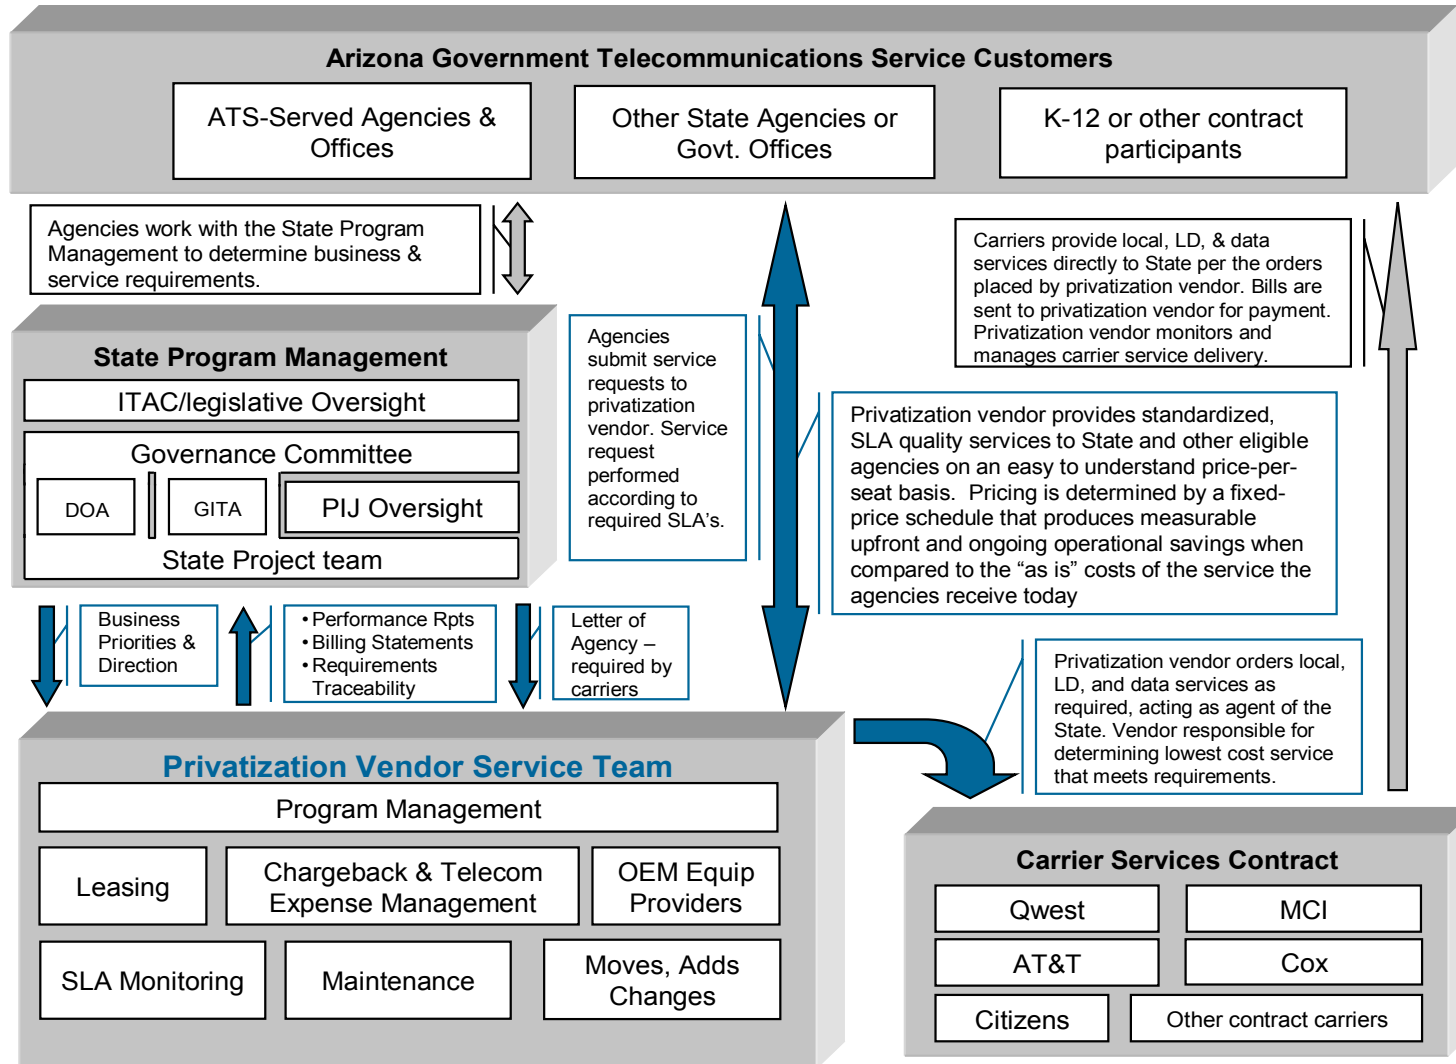 Arizona Government Telecommunications Service Customers
ATS-Served Agencies &
Offices
Other State Agencies or
Govt. Offices
K-12 or other contract
participants
Agencies work with the State Program
Management to determine business &
service requirements.
Carriers provide local, LD, & data
services directly to State per the orders
placed by privatization vendor. Bills are
sent to privatization vendor for payment.
Privatization vendor monitors and
manages carrier service delivery.
State Program Management
ITAC/legislative Oversight
Governance Committee
DOA
GITA
PIJ Oversight
State Project team
Agencies
submit service
requests to
privatization
vendor. Service
request
performed
according to
required SLA's.
Privatization vendor provides standardized,
SLA quality services to State and other eligible
agencies on an easy to understand price-per-
seat basis.  Pricing is determined by a fixed-
price schedule that produces measurable
upfront and ongoing operational savings when
compared to the “as is” costs of the service the
agencies receive today
Business
Priorities &
Direction
• Performance Rpts
• Billing Statements
• Requirements
Traceability
Letter of
Agency –
required by
carriers
Privatization vendor orders local,
LD, and data services as
required, acting as agent of the
State. Vendor responsible for
determining lowest cost service
that meets requirements.
Privatization Vendor Service Team
Program Management
Leasing
Chargeback & Telecom
Expense Management
OEM Equip
Providers
SLA Monitoring
Maintenance
Moves, Adds
Changes
Carrier Services Contract
Qwest
MCI
AT&T
Cox
Citizens
Other contract carriers